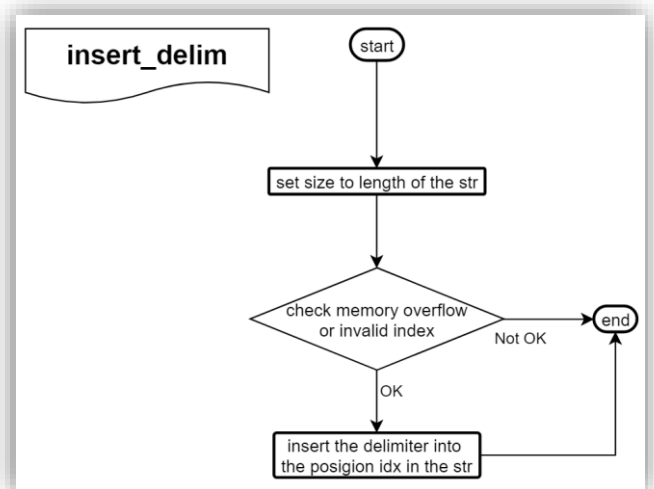 insert_delim
start
set size to length of the str
check memory overflow
or invalid index
end
Not OK
OK
insert the delimiter into
the posigion idx in the str